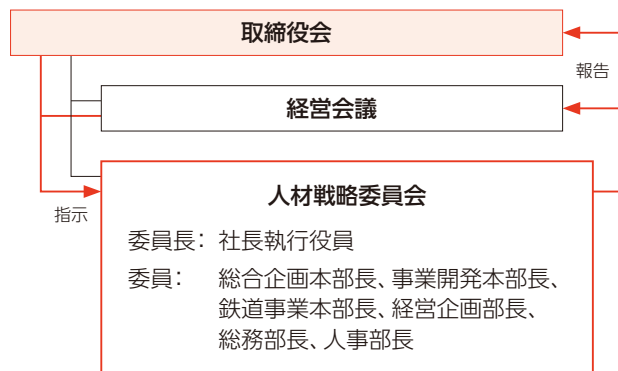 取締役会
報告
経営会議
人材戦略委員会
指示
委員長： 社長執行役員
委員： 総合企画本部長、事業開発本部長、
鉄道事業本部長、経営企画部長、
総務部長、人事部長